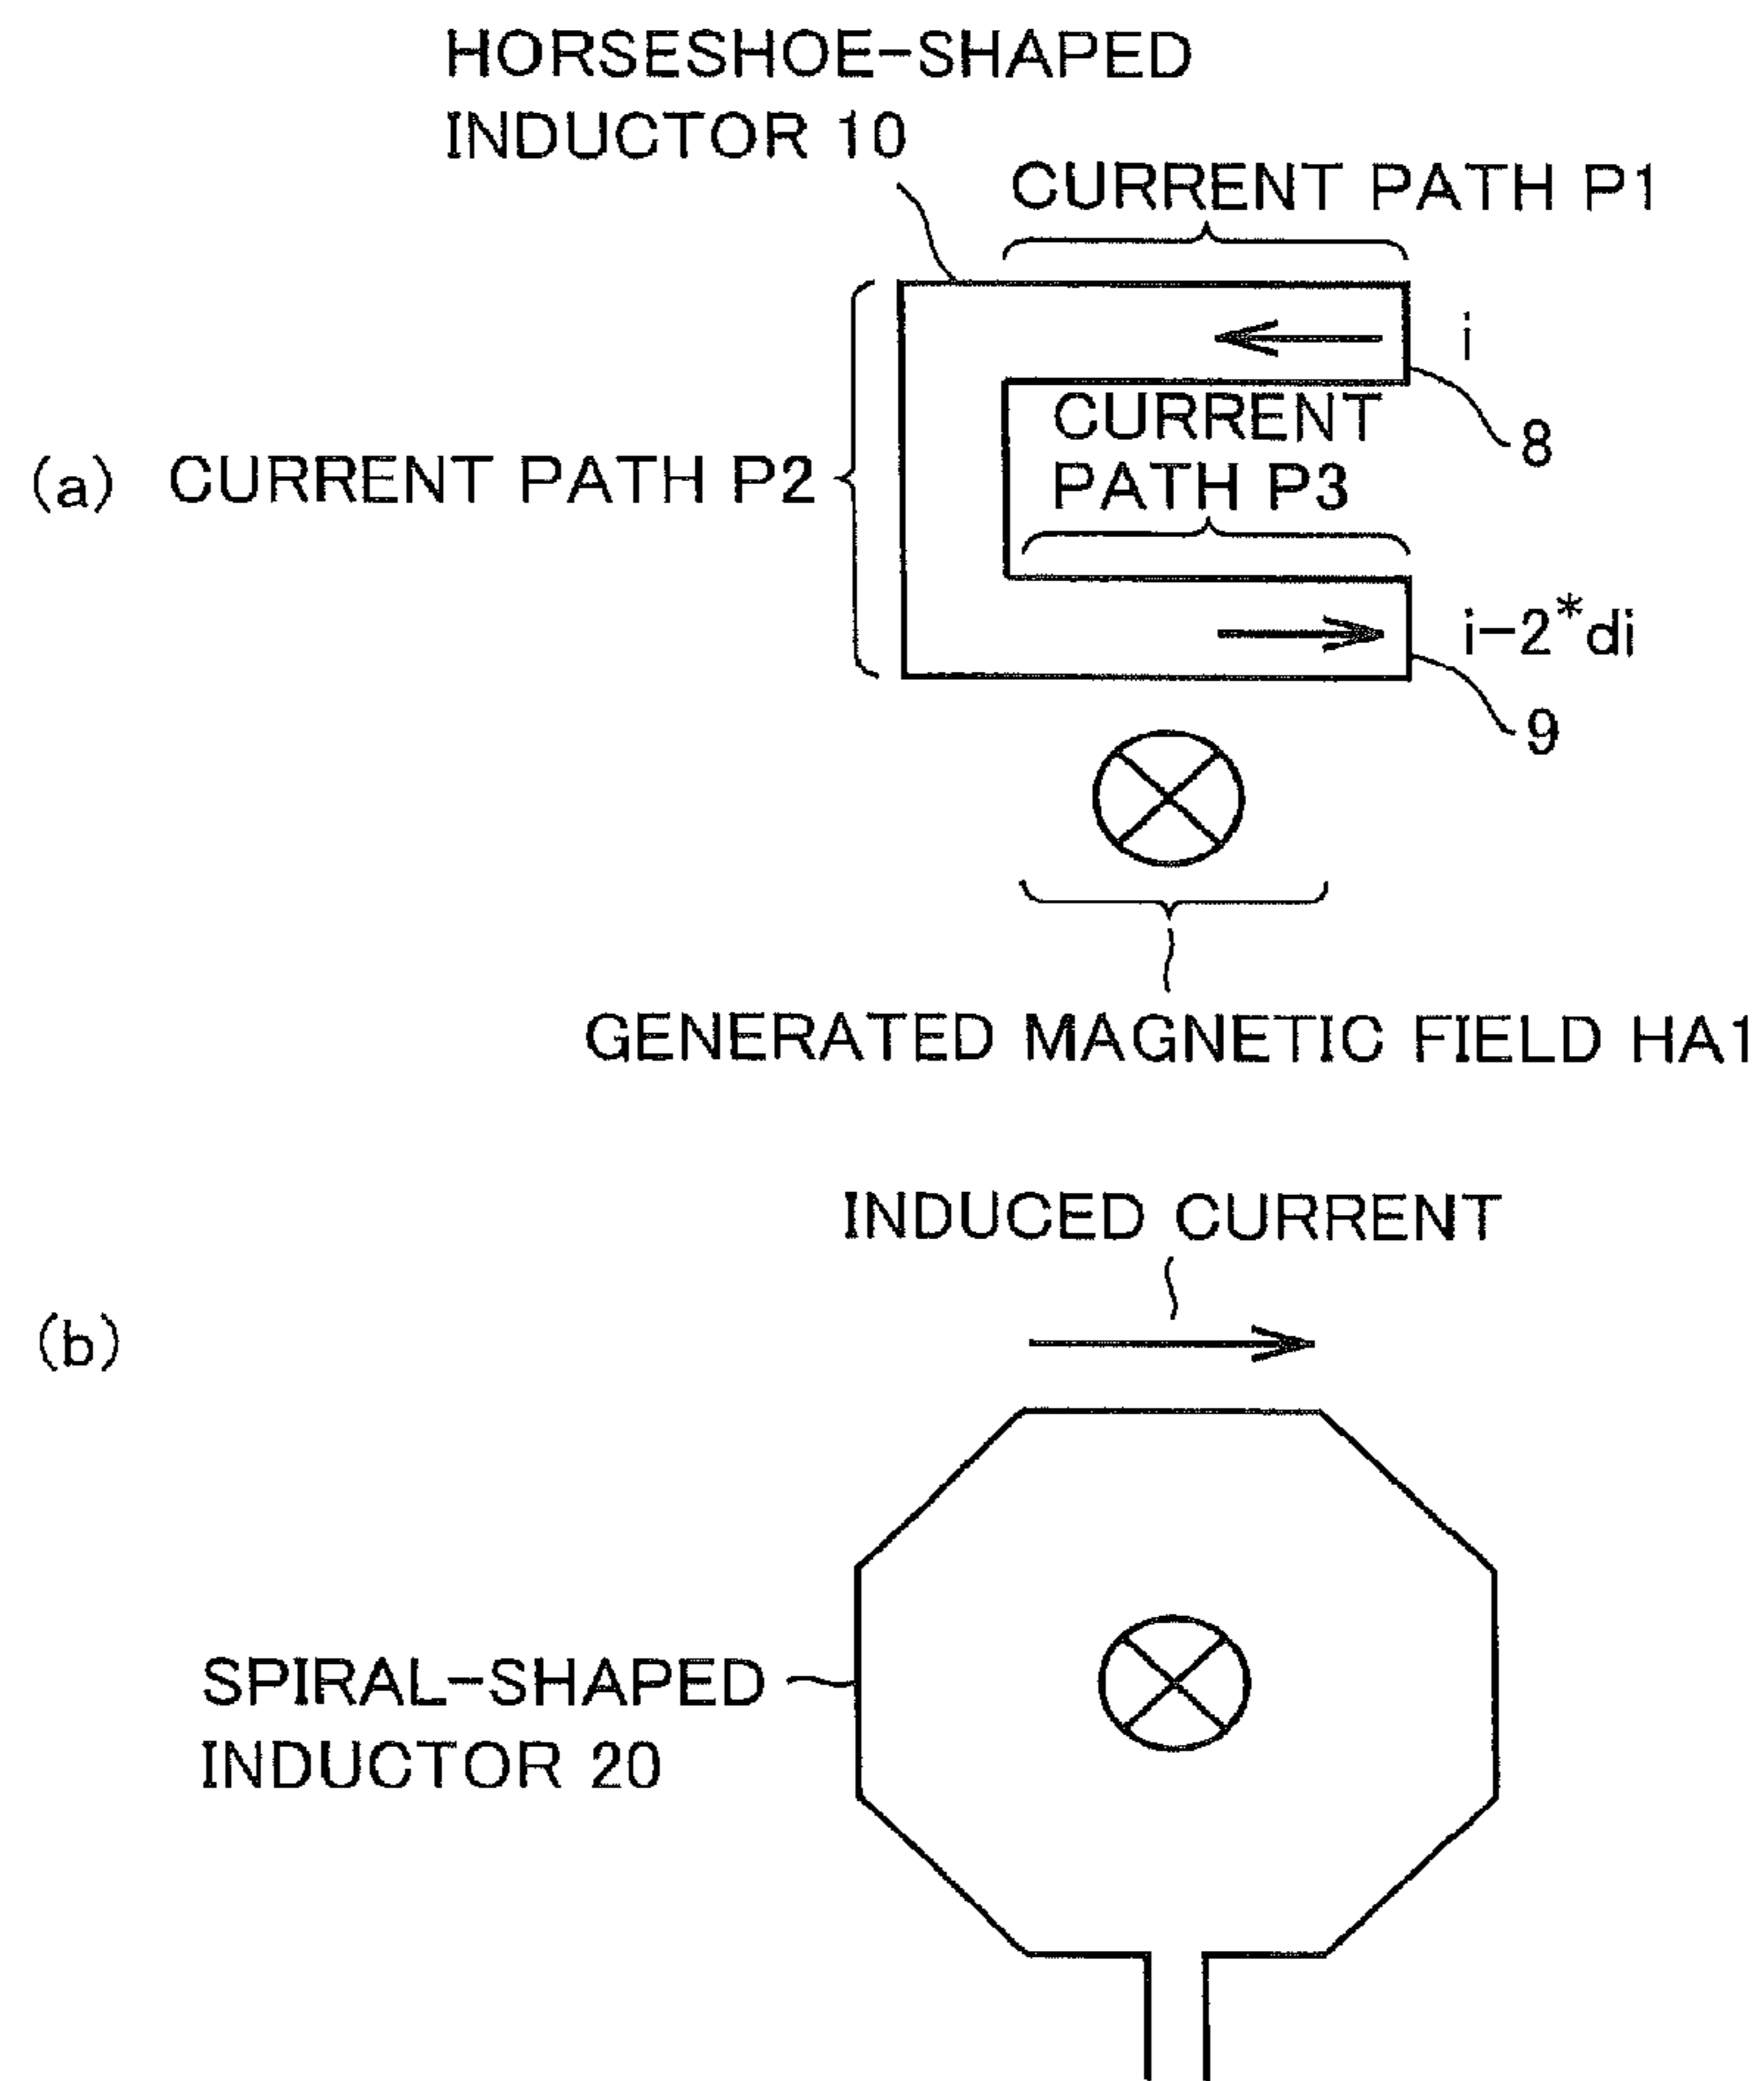 HORSESHOE-SHAPED
INDUCTOR 10
CURRENT PATH P1
i
8
CURRENT
PATH P3
(a) CURRENT PATH P2
i-2*di
9
GENERATED MAGNETIC FIELD HA1
INDUCED CURRENT
(b)
SPIRAL-SHAPED
INDUCTOR 20